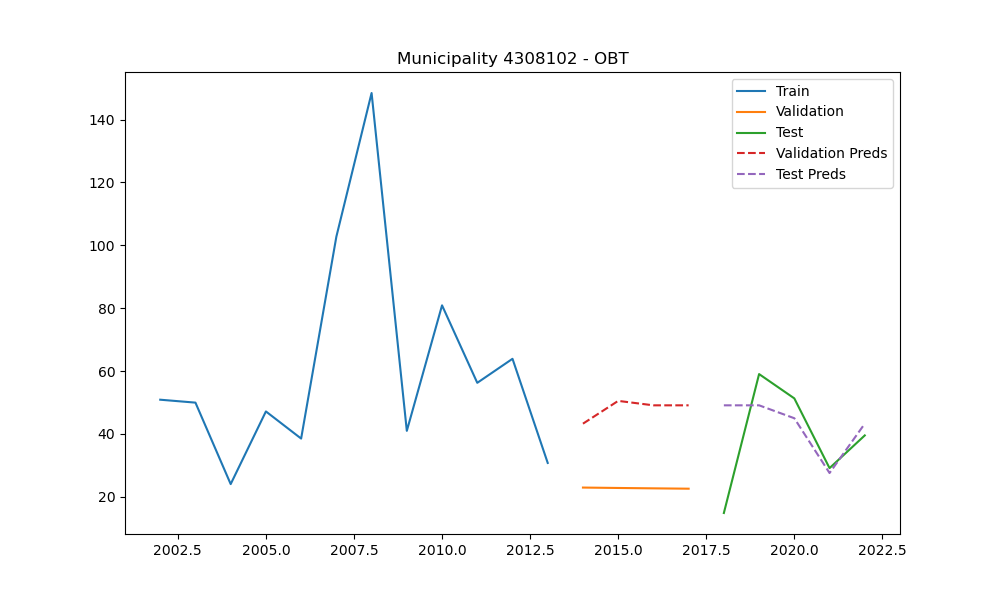 Municipality 4308102 - OBT
Train
Validation
Test
Validation Preds
Test Preds
140
120
100
80
60
40
20
2002.5 2005.0 2007.5 2010.0 2012.5 2015.0 2017.5 2020.0 2022.5